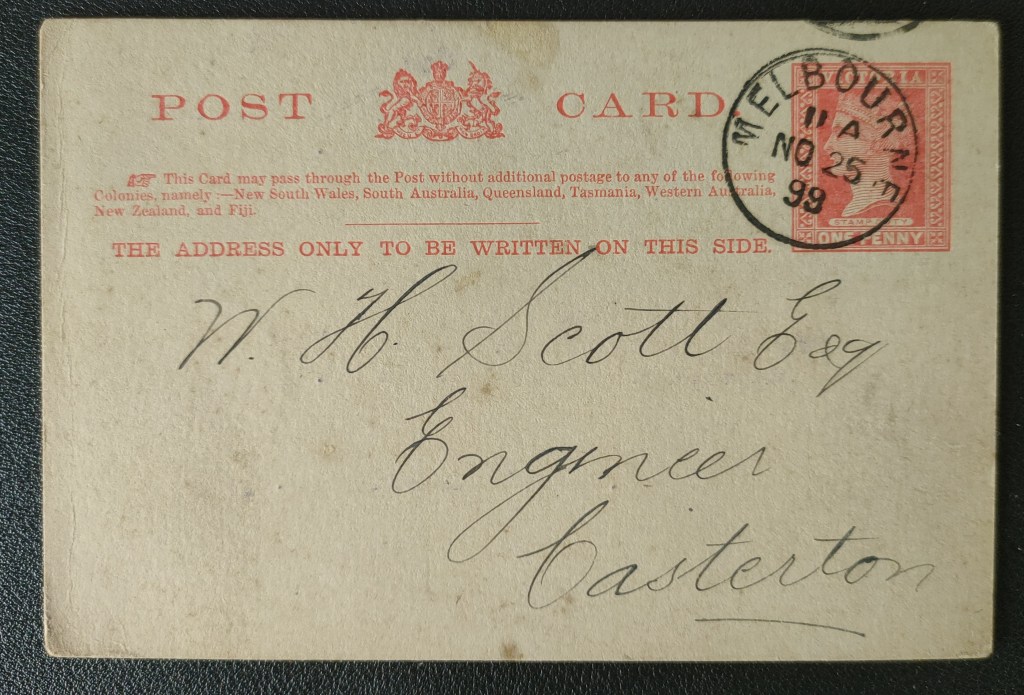 POST CARD.
VICTORIA
MELBOURNE
11 A
NO 25
99
☞ This Card may pass through the Post without additional postage to any of the following
Colonies, namely :—New South Wales, South Australia, Queensland, Tasmania, Western Australia,
New Zealand, and Fiji.
STAMP DUTY
ONE PENNY
THE ADDRESS ONLY TO BE WRITTEN ON THIS SIDE.
W. H. Scott Esq
Engineer
Casterton